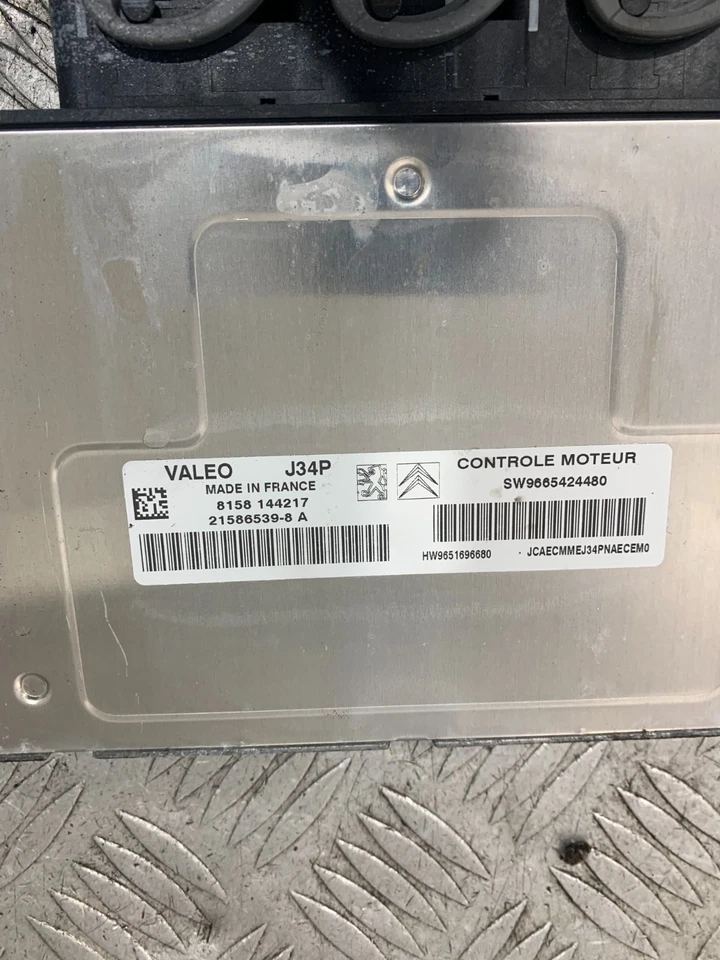 VALEO J34P
MADE IN FRANCE
8158 144217
21586539-8 A
CONTROLE MOTEUR
SW9665424480
HW9651696680 JCAECMMEJ34PNAECEM0